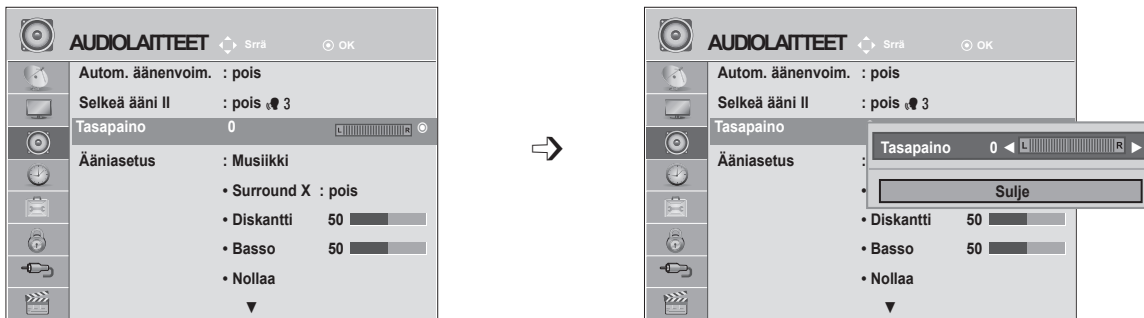 AUDIOLAITTEET Srrä OK
Autom. äänenvoim. : pois
Selkeä ääni II : pois 3
Tasapaino 0 L R
Ääniasetus : Musiikki
• Surround X : pois
• Diskantti 50
• Basso 50
• Nollaa
AUDIOLAITTEET Srrä OK
Autom. äänenvoim. : pois
Selkeä ääni II : pois 3
Tasapaino
Tasapaino 0 L R
Ääniasetus :
Sulje
•
• Diskantti 50
• Basso 50
• Nollaa